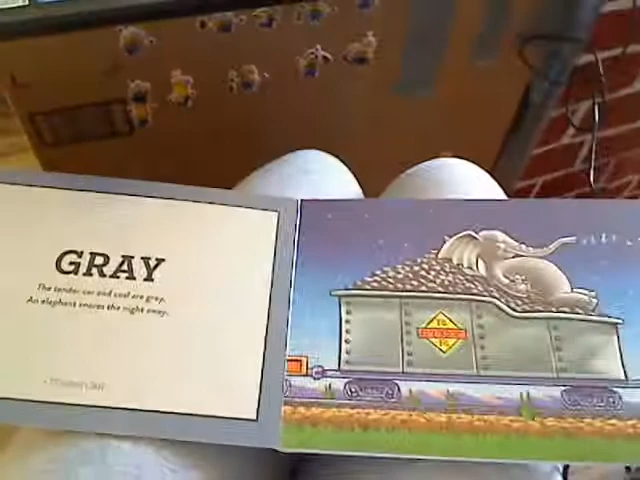 GRAY
The tender car and coal are gray.
An elephant snores the night away.